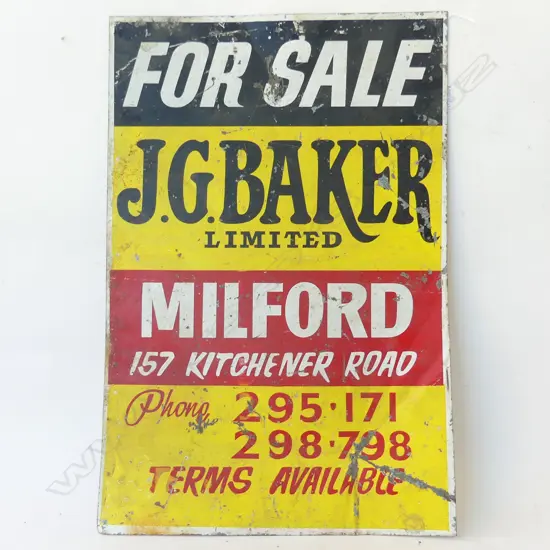 FOR SALE
J.G.BAKER
LIMITED
MILFORD
157 KITCHENER ROAD
Phone 295·171
298·798
TERMS AVAILABLE